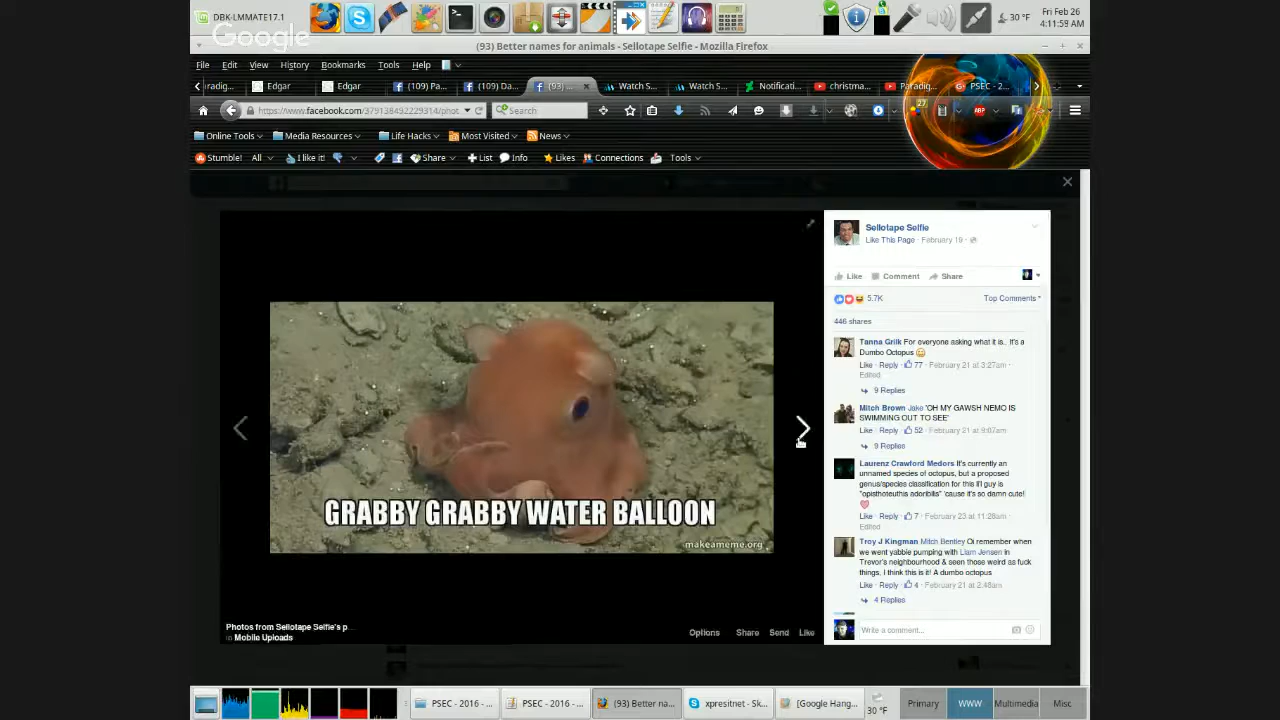 DBK-LMMATE17.1
Google
30 °F
Fri Feb 26
4:11:59 AM
(93) Better names for animals - Sellotape Selfie - Mozilla Firefox
File Edit View History Bookmarks Tools Help
Edgar Edgar (109) Pa... (109) Da... (93) ... Watch S... Watch S... Notificati... christma... Paradig... PSEC - 2...
https://www.facebook.com/379138492229314/phot. Search 27 ABP
Online Tools Media Resources Life Hacks Most Visited News
Stumble! All I like it! Share List Info Likes Connections Tools
GRABBY GRABBY WATER BALLOON
makeameme.org
Photos from Sellotape Selfie's p...
in Mobile Uploads
Options Share Send Like
Sellotape Selfie
Like This Page · February 19 ·
Like Comment Share
5.7K Top Comments
446 shares
Tanna Grilk For everyone asking what it is.. It's a
Dumbo Octopus
Like · Reply · 77 · February 21 at 3:27am ·
Edited
9 Replies
Mitch Brown Jake 'OH MY GAWSH NEMO IS
SWIMMING OUT TO SEE'
Like · Reply · 52 · February 21 at 9:07am
9 Replies
Laurenz Crawford Medors It's currently an
unnamed species of octopus, but a proposed
genus/species classification for this li'l guy is
"opisthoteuthis adoribilis" 'cause it's so damn cute!
Like · Reply · 7 · February 23 at 11:28am ·
Edited
Troy J Kingman Mitch Bentley Oi remember when
we went yabbie pumping with Liam Jensen in
Trevor's neighbourhood & seen those weird as fuck
things, I think this is it! A dumbo octopus
Like · Reply · 4 · February 21 at 2:48am
4 Replies
Write a comment...
PSEC - 2016 - ... PSEC - 2016 - ... (93) Better na... xpresitnet - Sk... [Google Hang... 30 °F Primary WWW Multimedia Misc